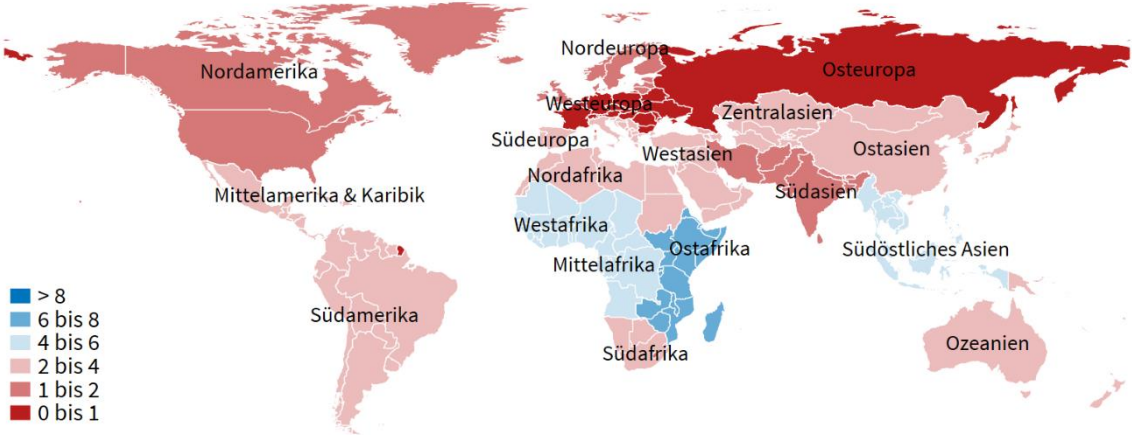 Nordeuropa
Nordamerika
Osteuropa
Westeuropa
Zentralasien
Südeuropa
Westasien
Ostasien
Nordafrika
Mittelamerika & Karibik
Südasien
Westafrika
Ostafrika
Südöstliches Asien
Mittelafrika
Südamerika
Ozeanien
Südafrika
> 8
6 bis 8
4 bis 6
2 bis 4
1 bis 2
0 bis 1